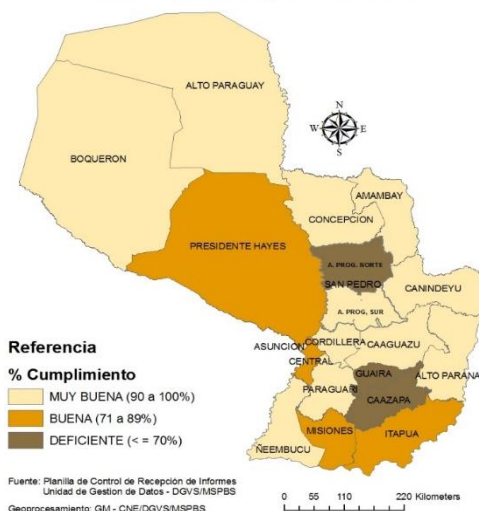 ALTO PARAGUAY
N
W E
S
BOQUERON
AMAMBAY
CONCEPCION
PRESIDENTE HAYES
A. PROG. NORTE
SAN PEDRO
CANINDEYU
A. PROG. SUR
ASUNCION
CORDILLERA
CAAGUAZU
CENTRAL
GUAIRA
ALTO PARANA
PARAGUARI
CAAZAPA
MISIONES
ITAPUA
ÑEEMBUCU
Referencia
% Cumplimiento
MUY BUENA (90 a 100%)
BUENA (71 a 89%)
DEFICIENTE (< = 70%)
Fuente: Planilla de Control de Recepción de Informes
Unidad de Gestion de Datos - DGVS/MSPBS
Geoprocesamiento: GM - CNE/DGVS/MSPBS
0 55 110 220 Kilometers